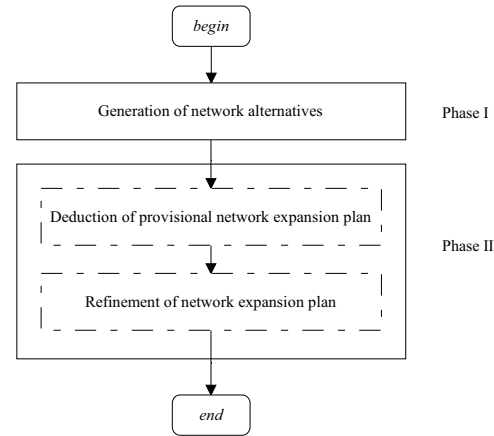 begin
Generation of network alternatives
Phase I
Deduction of provisional network expansion plan
Phase II
Refinement of network expansion plan
end